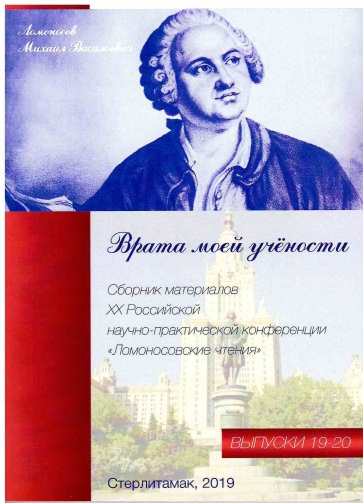 Ломоносов
Михаил Васильевич
Врата моей учёности
Сборник материалов
XX Российской
научно-практической конференции
«Ломоносовские чтения»
ВЫПУСКИ 19-20
Стерлитамак, 2019